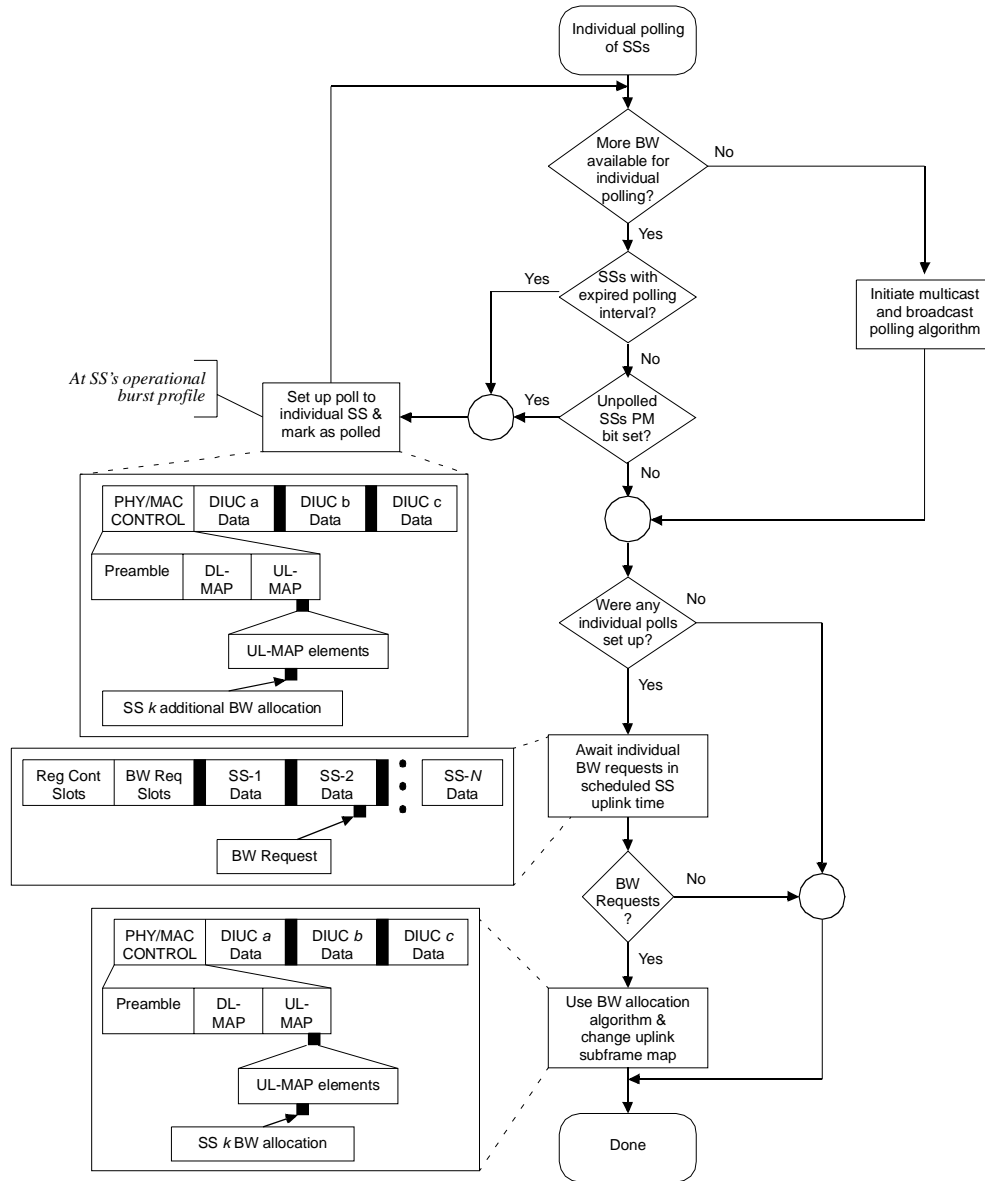 Individual polling
of SSs
More BW
available for
individual
polling?
No
Yes
SSs with
expired polling
interval?
Yes
No
Initiate multicast
and broadcast
polling algorithm
At SS's operational
burst profile
Set up poll to
individual SS &
mark as polled
Yes
Unpolled
SSs PM
bit set?
No
PHY/MAC
CONTROL
DIUC a
Data
DIUC b
Data
DIUC c
Data
Preamble
DL-
MAP
UL-
MAP
UL-MAP elements
SS k additional BW allocation
Were any
individual polls
set up?
No
Yes
Await individual
BW requests in
scheduled SS
uplink time
Reg Cont
Slots
BW Req
Slots
SS-1
Data
SS-2
Data
SS-N
Data
BW Request
BW
Requests
?
No
Yes
PHY/MAC
CONTROL
DIUC a
Data
DIUC b
Data
DIUC c
Data
Preamble
DL-
MAP
UL-
MAP
UL-MAP elements
SS k BW allocation
Use BW allocation
algorithm &
change uplink
subframe map
Done